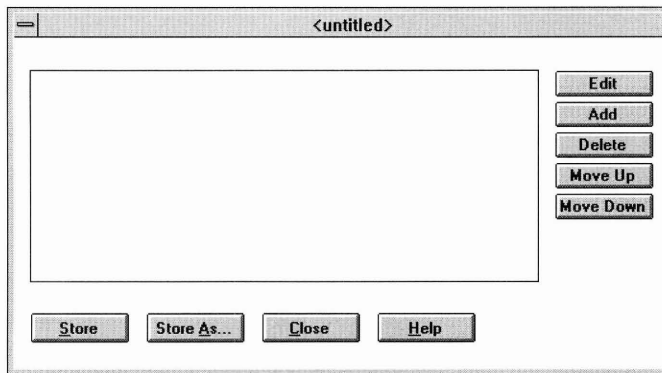 <untitled>
Edit
Add
Delete
Move Up
Move Down
Store
Store As...
Close
Help